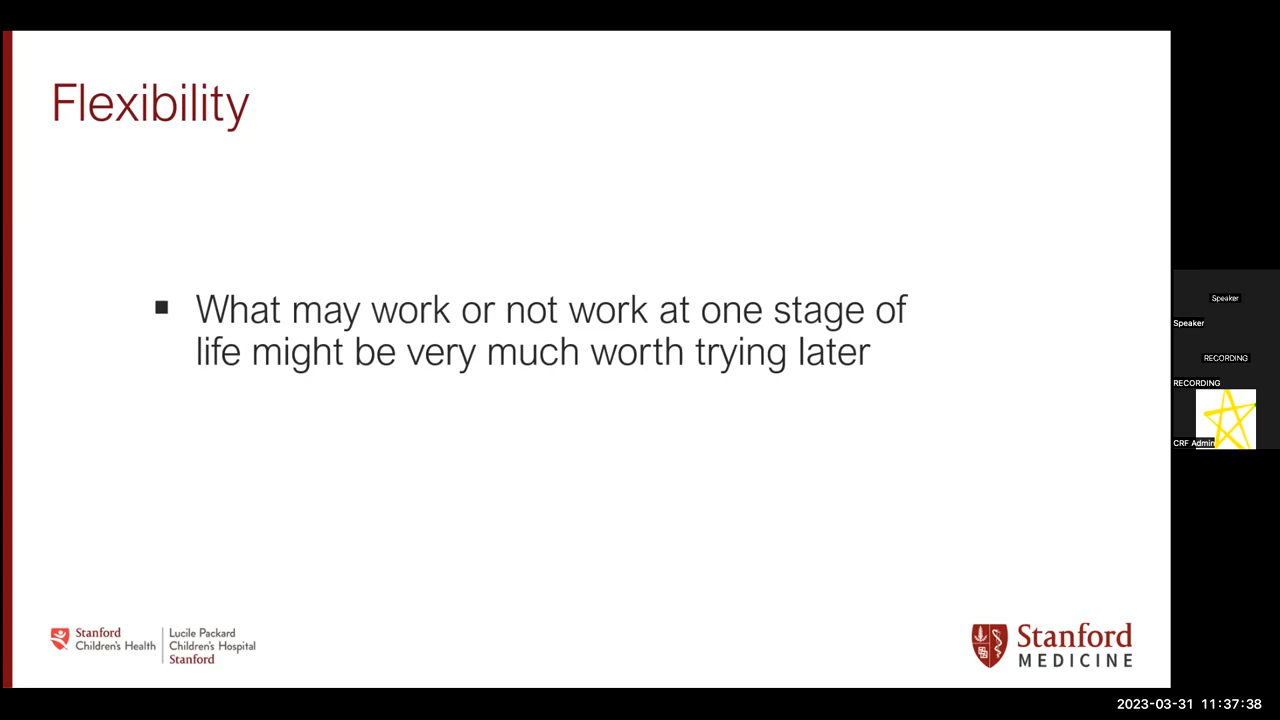 Flexibility
■ What may work or not work at one stage of
life might be very much worth trying later
Stanford
Children's Health
Lucile Packard
Children's Hospital
Stanford
Stanford
MEDICINE
Speaker
Speaker
RECORDING
RECORDING
CRF Admin
2023-03-31 11:37:38